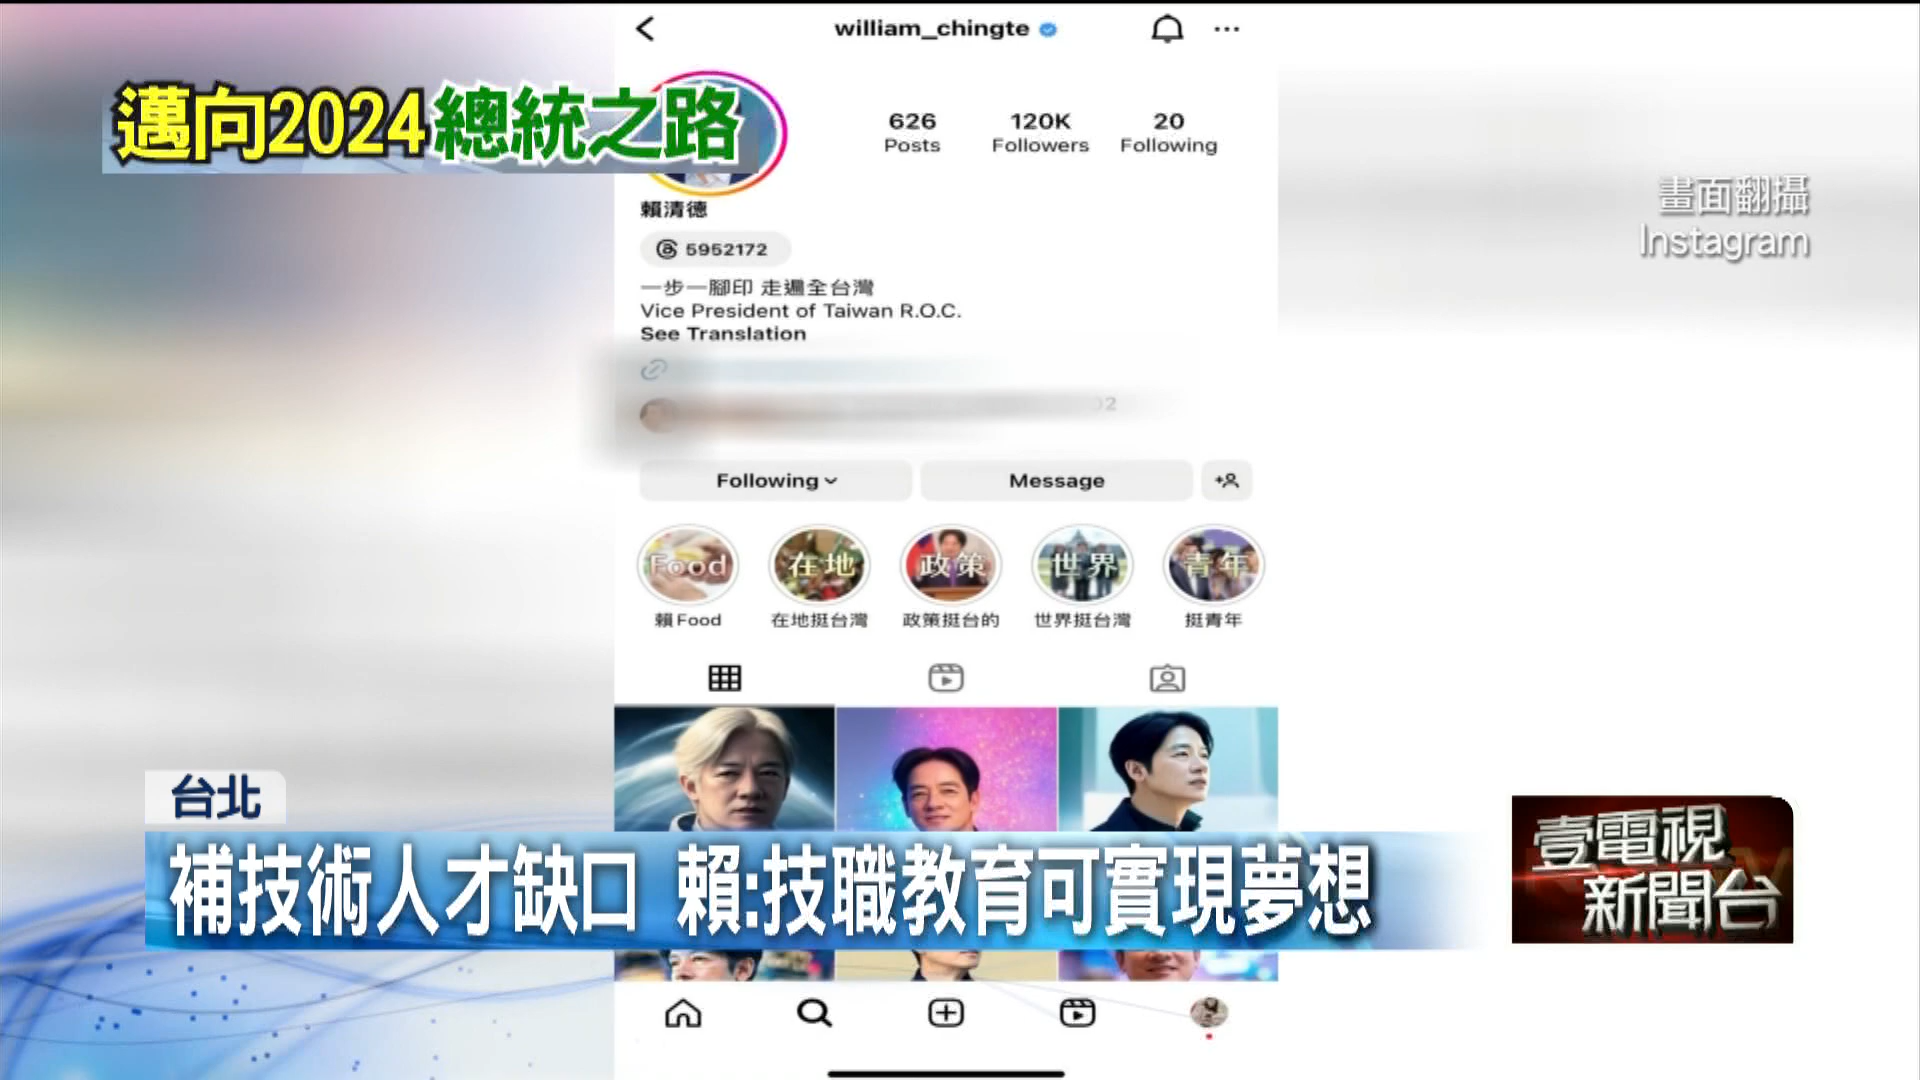 william_chingte
邁向2024總統之路
626
120K
20
Posts
Followers
Following
畫面翻攝
Instagram
賴清德
5952172
一步一腳印 走遍全台灣
Vice President of Taiwan R.O.C.
See Translation
2
Following
Message
Food
在地
政策
世界
青年
賴Food
在地挺台灣
政策挺台的
世界挺台灣
挺青年
台北
補技術人才缺口 賴:技職教育可實現夢想
壹電視
新聞台